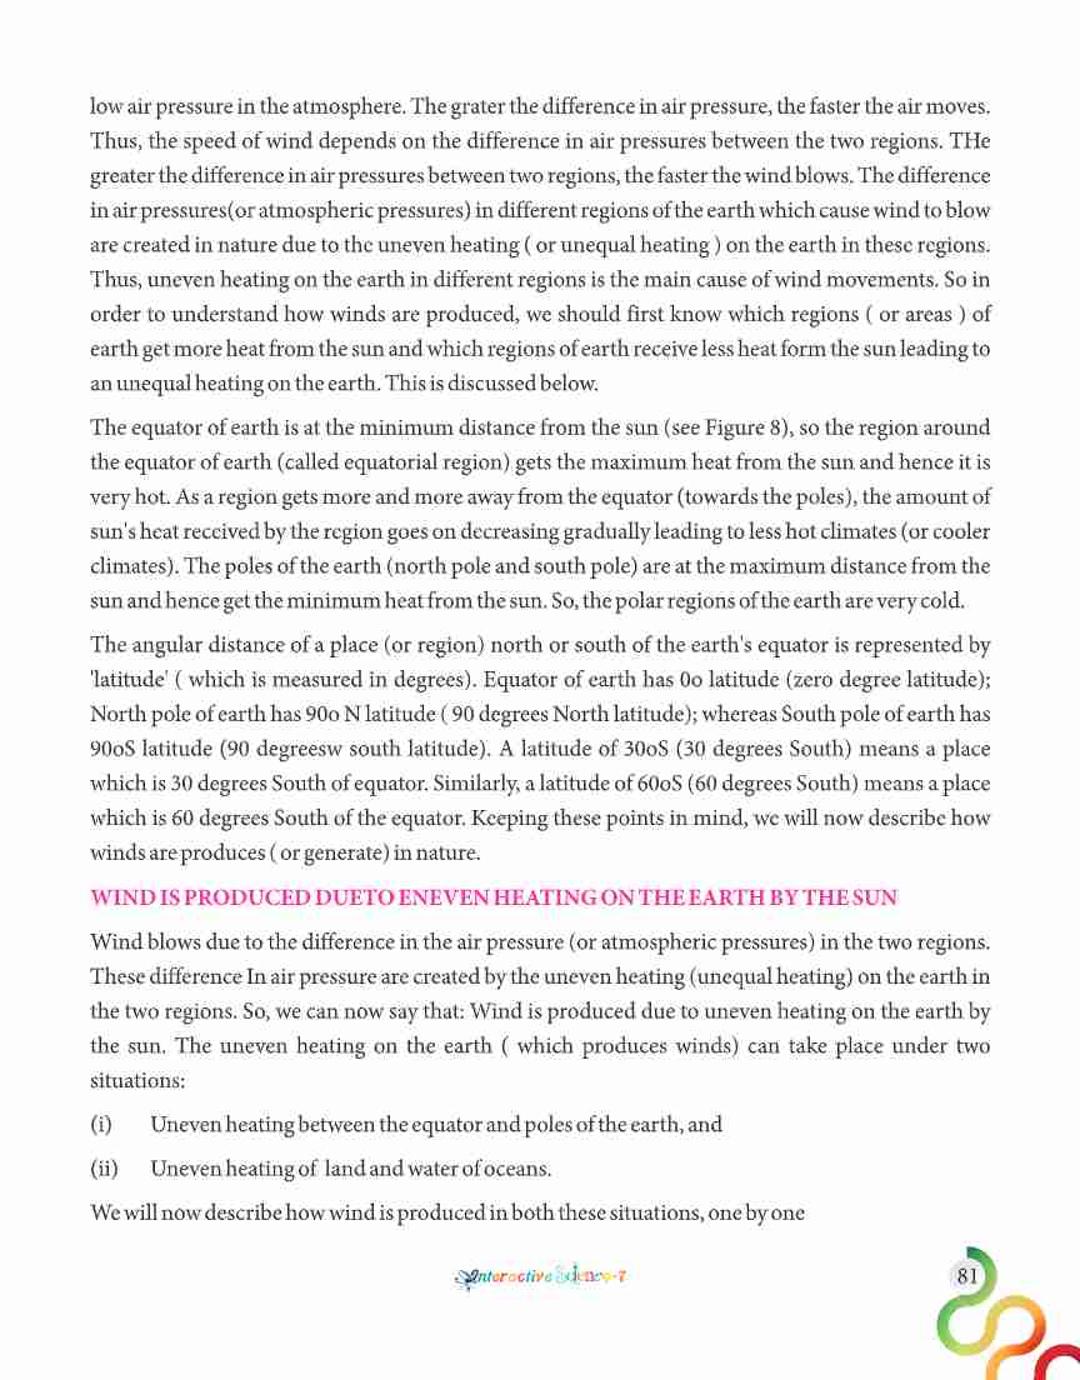 low air pressure in the atmosphere. The grater the difference in air pressure, the faster the air moves.
Thus, the speed of wind depends on the difference in air pressures between the two regions. THe
greater the difference in air pressures between two regions, the faster the wind blows. The difference
in air pressures(or atmospheric pressures) in different regions of the earth which cause wind to blow
are created in nature due to the uneven heating ( or unequal heating ) on the earth in these regions.
Thus, uneven heating on the earth in different regions is the main cause of wind movements. So in
order to understand how winds are produced, we should first know which regions ( or areas ) of
earth get more heat from the sun and which regions of earth receive less heat form the sun leading to
an unequal heating on the earth. This is discussed below.
The equator of earth is at the minimum distance from the sun (see Figure 8), so the region around
the equator of earth (called equatorial region) gets the maximum heat from the sun and hence it is
very hot. As a region gets more and more away from the equator (towards the poles), the amount of
sun's heat received by the region goes on decreasing gradually leading to less hot climates (or cooler
climates). The poles of the earth (north pole and south pole) are at the maximum distance from the
sun and hence get the minimum heat from the sun. So, the polar regions of the earth are very cold.
The angular distance of a place (or region) north or south of the earth's equator is represented by
'latitude' ( which is measured in degrees). Equator of earth has 0o latitude (zero degree latitude);
North pole of earth has 90o N latitude ( 90 degrees North latitude); whereas South pole of earth has
90oS latitude (90 degreesw south latitude). A latitude of 30oS (30 degrees South) means a place
which is 30 degrees South of equator. Similarly, a latitude of 60oS (60 degrees South) means a place
which is 60 degrees South of the equator. Keeping these points in mind, we will now describe how
winds are produces ( or generate) in nature.
WIND IS PRODUCED DUETO ENEVEN HEATING ON THE EARTH BY THE SUN
Wind blows due to the difference in the air pressure (or atmospheric pressures) in the two regions.
These difference In air pressure are created by the uneven heating (unequal heating) on the earth in
the two regions. So, we can now say that: Wind is produced due to uneven heating on the earth by
the sun. The uneven heating on the earth ( which produces winds) can take place under two
situations:
(i) Uneven heating between the equator and poles of the earth, and
(ii) Uneven heating of land and water of oceans.
We will now describe how wind is produced in both these situations, one by one
Interactive Science-7
81